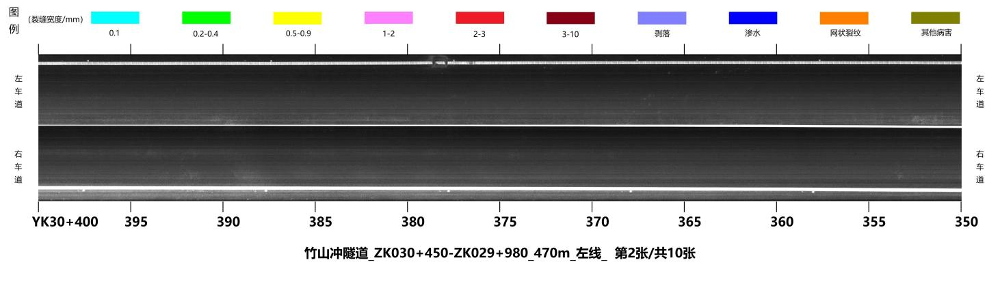 图例 (裂缝宽度/mm) 0.1 0.2-0.4 0.5-0.9 1-2 2-3 3-10 剥落 渗水 网状裂纹 其他病害
左车道 左车道
右车道 右车道
YK30+400 395 390 385 380 375 370 365 360 355 350
竹山冲隧道_ZK030+450-ZK029+980_470m_左线_ 第2张/共10张